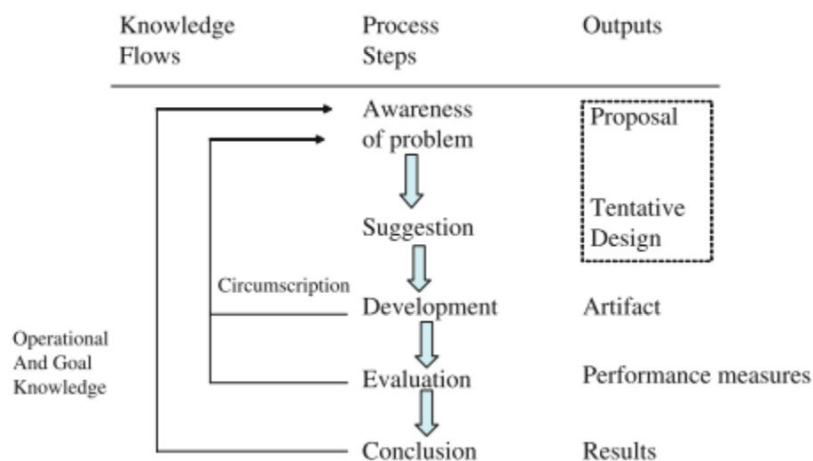 Knowledge Flows
Process Steps
Outputs
Awareness of problem
Proposal
Suggestion
Tentative Design
Circumscription
Development
Artifact
Operational And Goal Knowledge
Evaluation
Performance measures
Conclusion
Results